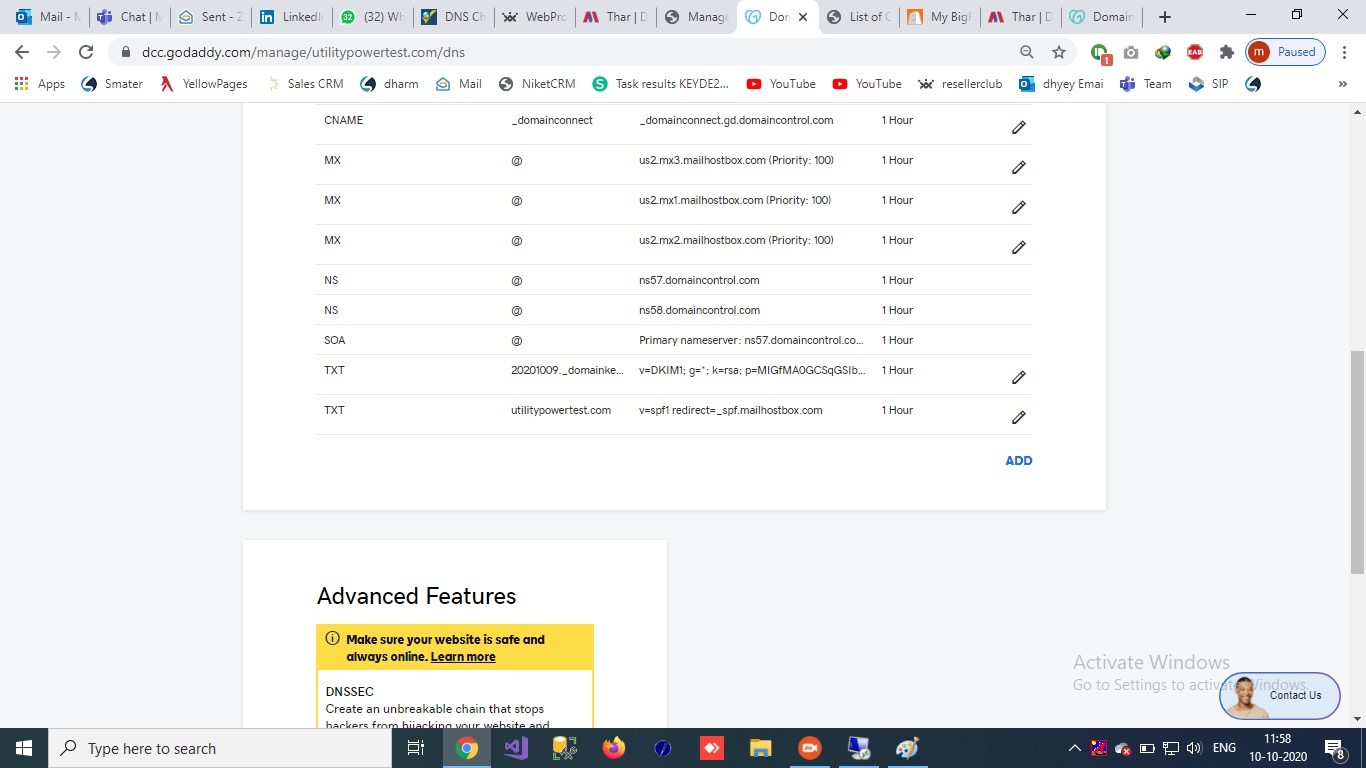 Mail - M
Chat | M
Sent - Z
LinkedIn
(32) Wh
DNS Ch
WebPro
Thar | D
Manage
Don
List of C
My BigR
Thar | D
Domain
dcc.godaddy.com/manage/utilitypowertest.com/dns
1
EAB
m Paused
Apps
Smater
YellowPages
Sales CRM
dharm
Mail
NiketCRM
Task results KEYDE2...
YouTube
YouTube
resellerclub
dhyey Emai
Team
SIP
»
CNAME _domainconnect _domainconnect.gd.domaincontrol.com 1 Hour
MX @ us2.mx3.mailhostbox.com (Priority: 100) 1 Hour
MX @ us2.mx1.mailhostbox.com (Priority: 100) 1 Hour
MX @ us2.mx2.mailhostbox.com (Priority: 100) 1 Hour
NS @ ns57.domaincontrol.com 1 Hour
NS @ ns58.domaincontrol.com 1 Hour
SOA @ Primary nameserver: ns57.domaincontrol.co... 1 Hour
TXT 20201009._domainke... v=DKIM1; g=*; k=rsa; p=MIGfMA0GCSqGSIb... 1 Hour
TXT utilitypowertest.com v=spf1 redirect=_spf.mailhostbox.com 1 Hour
ADD
Advanced Features
Make sure your website is safe and
always online. Learn more
DNSSEC
Create an unbreakable chain that stops
hackers from hijacking your website and
Activate Windows
Go to Settings to activate Windows.
Contact Us
Type here to search
ENG
11:58
10-10-2020
8